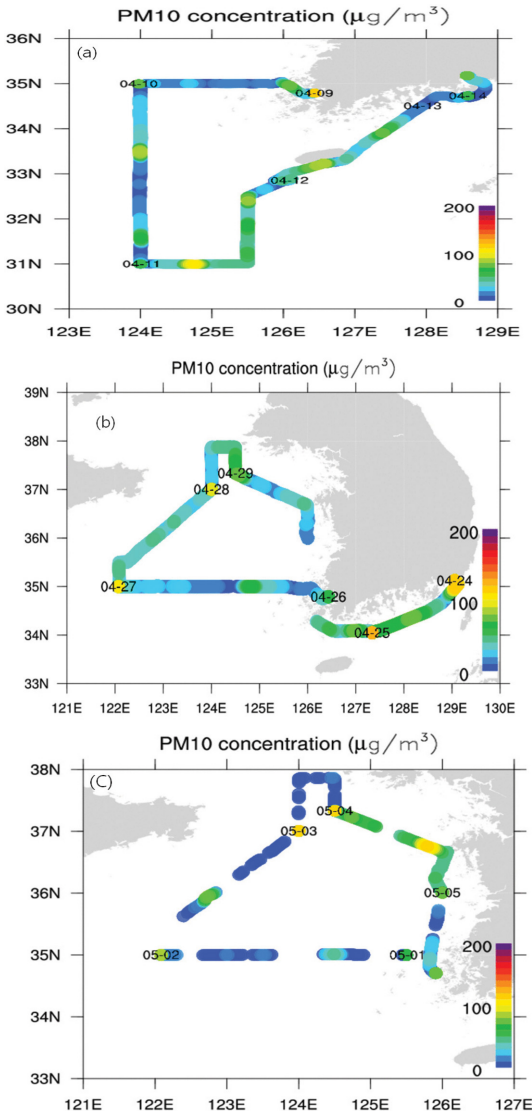 PM10 concentration (μg/m³)
36N
(a)
35N
04-10
04-09
04-14
04-13
34N
33N
04-12
32N
200
31N
04-11
100
0
30N
123E 124E 125E 126E 127E 128E 129E
PM10 concentration (μg/m³)
39N
(b)
38N
04-29
37N
04-28
36N
200
35N
04-27
04-26
04-24
100
34N
04-25
0
33N
121E 122E 123E 124E 125E 126E 127E 128E 129E 130E
PM10 concentration (μg/m³)
38N
(C)
05-04
37N
05-03
36N
05-05
35N
05-02
05-01
200
34N
100
0
33N
121E 122E 123E 124E 125E 126E 127E